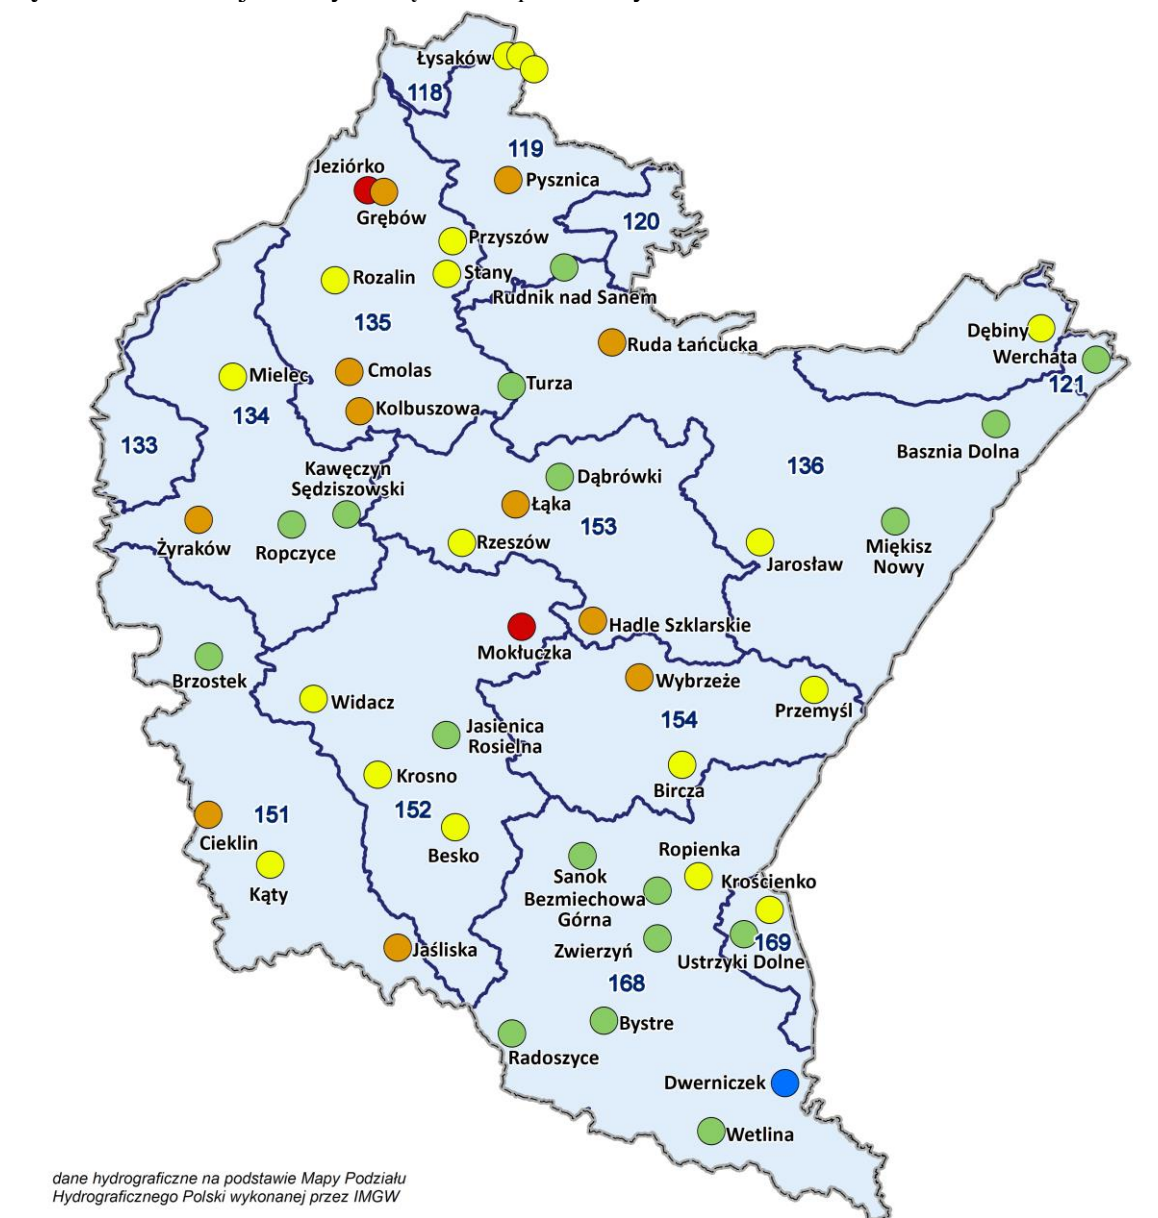 Łysaków
118
119
Jeziórko
Pysznica
Grębów
120
Przyszów
Stany
Rozalin
Rudnik nad Sanem
135
Dębiny
Ruda Łańcucka
Werchata
Cmolas
Mielec
Turza
121
Kolbuszowa
134
133
Basznia Dolna
136
Kawęczyn
Sędziszowski
Dąbrówki
Łąka
153
Żyraków
Ropczyce
Rzeszów
Miękisz
Nowy
Jarosław
Hadle Szklarskie
Mokłuczka
Brzostek
Wybrzeże
Widacz
Przemyśl
154
Jasienica
Rosielna
Krosno
Bircza
152
151
Cieklin
Besko
Ropienka
Kąty
Sanok
Krościenko
Bezmiechowa
Górna
Jaśliska
Zwierzyń
169
Ustrzyki Dolne
168
Bystre
Radoszyce
Dwerniczek
Wetlina
dane hydrograficzne na podstawie Mapy Podziału
Hydrograficznego Polski wykonanej przez IMGW